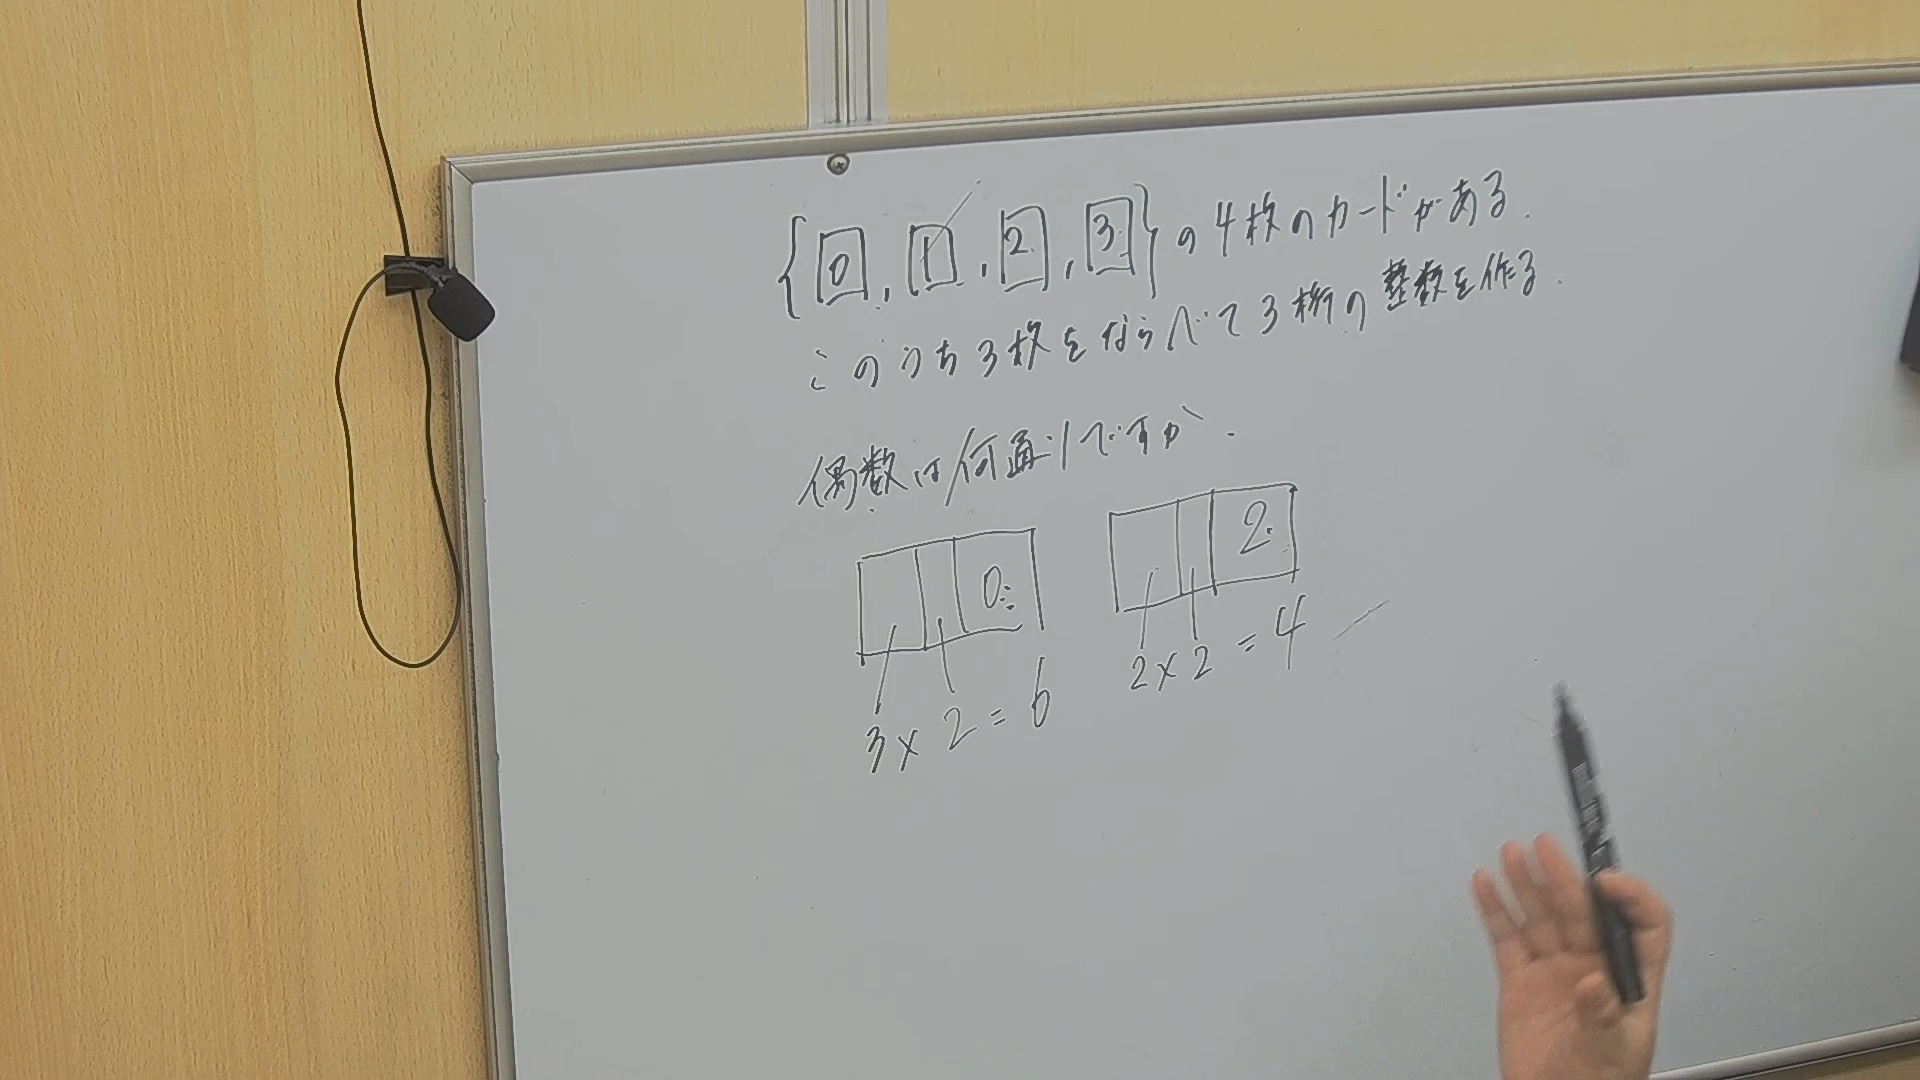 {0, 1, 2, 3}の4枚のカードがある.
このうち3枚をならべて3桁の整数を作る.
偶数は何通りですか.
0 2
3×2=6 2×2=4